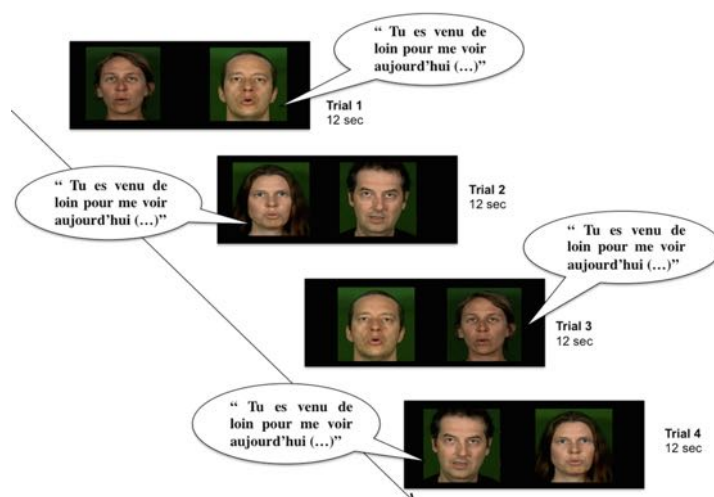 “ Tu es venu de
loin pour me voir
aujourd'hui (...)”
Trial 1
12 sec
“ Tu es venu de
loin pour me voir
aujourd'hui (...)”
Trial 2
12 sec
“ Tu es venu de
loin pour me voir
aujourd'hui (...)”
Trial 3
12 sec
“ Tu es venu de
loin pour me voir
aujourd'hui (...)”
Trial 4
12 sec